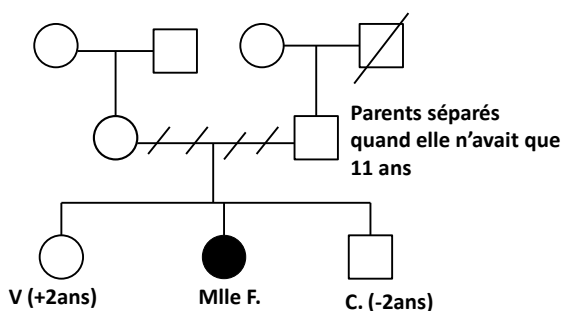 Parents séparés
quand elle n’avait que
11 ans
V (+2ans)
Mlle F.
C. (-2ans)